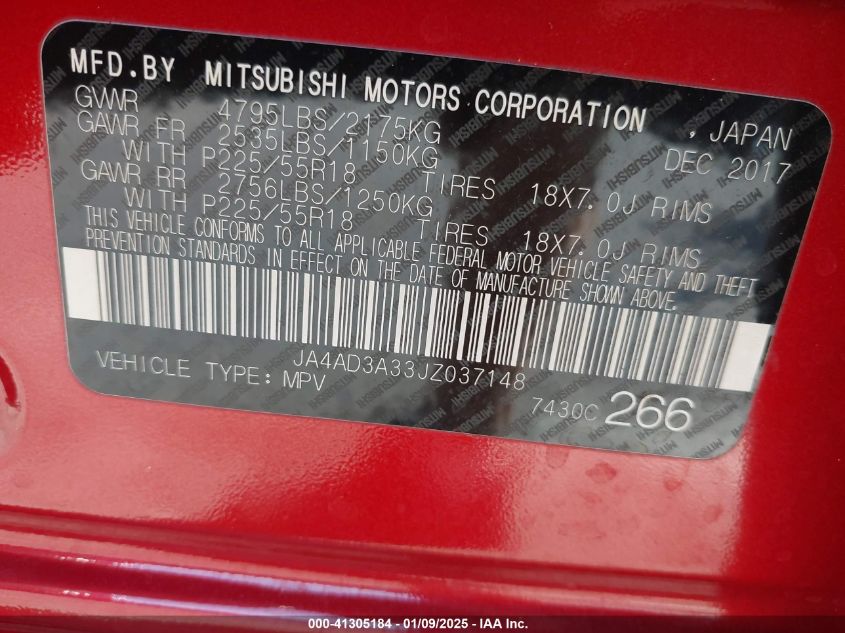 MFD.BY MITSUBISHI MOTORS CORPORATION , JAPAN
GVWR 4795LBS/2175KG DEC 2017
GAWR FR 2535LBS/1150KG
WITH P225/55R18 TIRES 18X7.0J RIMS
GAWR RR 2756LBS/1250KG
WITH P225/55R18 TIRES 18X7.0J RIMS
THIS VEHICLE CONFORMS TO ALL APPLICABLE FEDERAL MOTOR VEHICLE SAFETY AND THEFT
PREVENTION STANDARDS IN EFFECT ON THE DATE OF MANUFACTURE SHOWN ABOVE.
JA4AD3A33JZ037148
VEHICLE TYPE: MPV
7430C 266
000-41305184 - 01/09/2025 - IAA Inc.